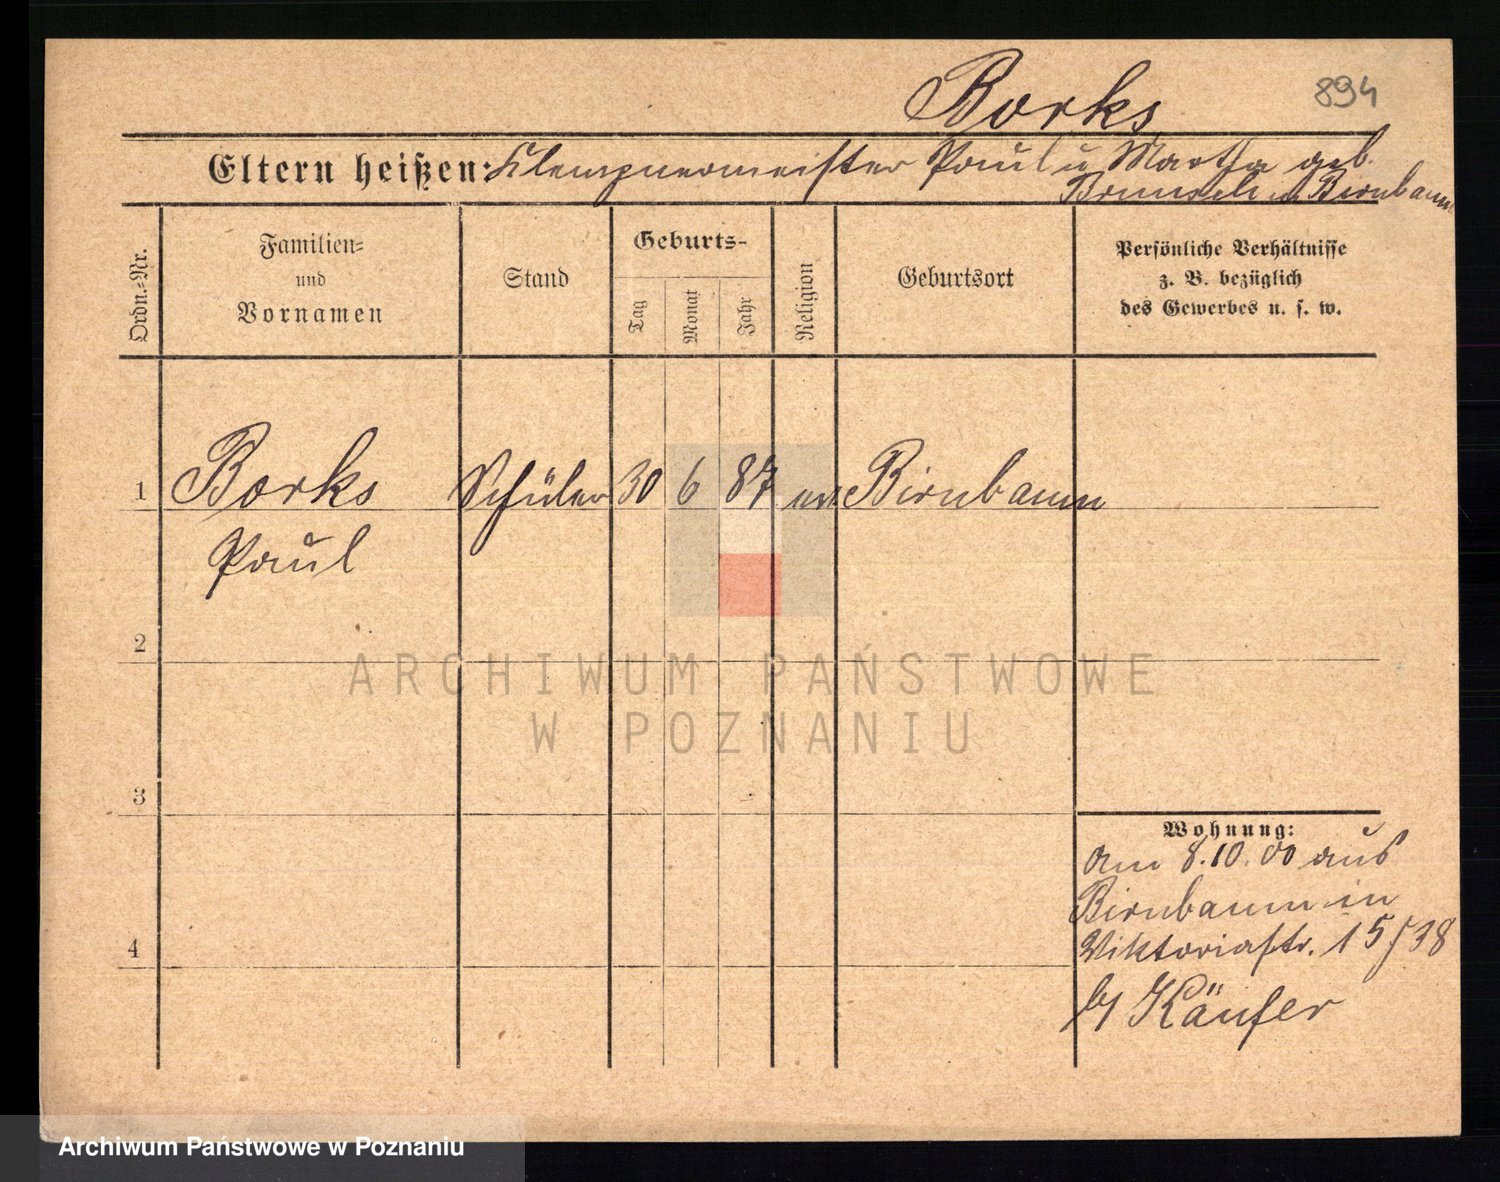 Borks
894
Eltern heißen: Klempnermeister Paul u Martha geb.
in Birnbaum
Ordn.-Nr.
Familien-
und
Vornamen
Stand
Geburts-
Tag
Monat
Jahr
Religion
Geburtsort
Persönliche Verhältnisse
z. B. bezüglich
des Gewerbes u. s. w.
1 Borks Schüler 30 6 87 ev. Birnbaum
Paul
2
ARCHIWUM PAŃSTWOWE
W POZNANIU
3
Wohnung:
Am 8.10.00 aus
Birnbaum in
4
Viktoriastr. 15/38
b/ Käufer
Archiwum Państwowe w Poznaniu